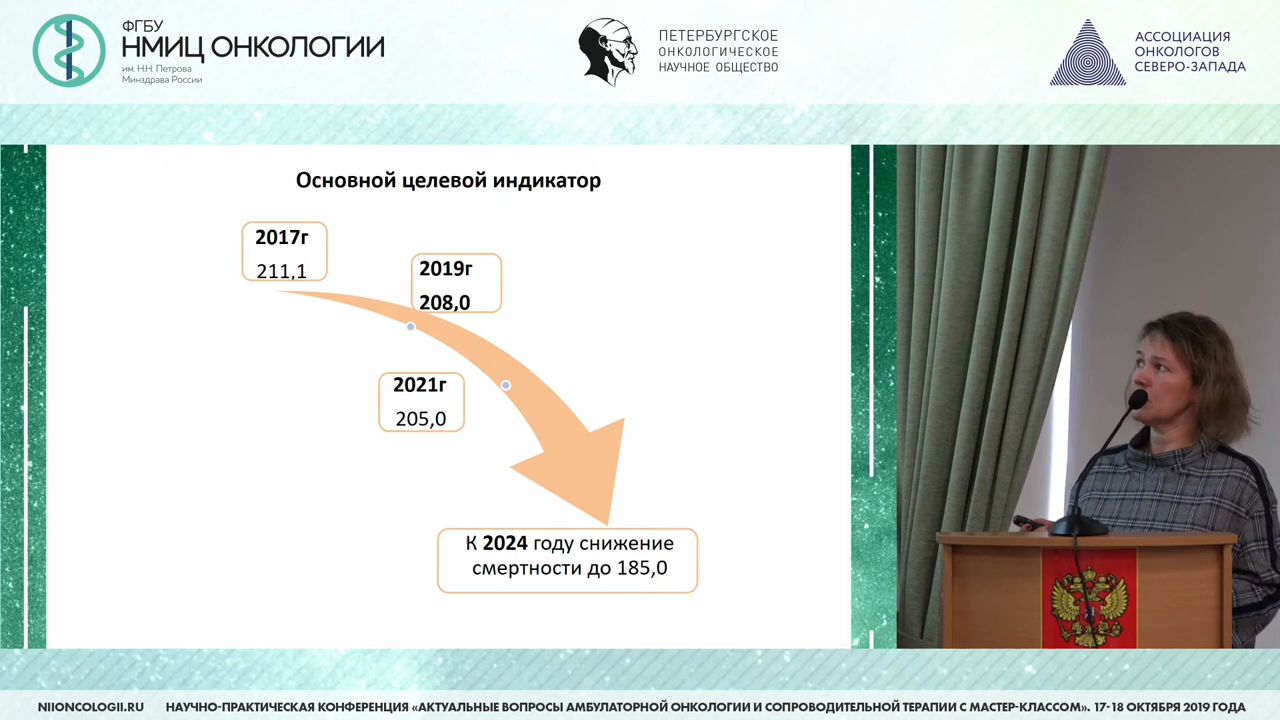 ФГБУ
НМИЦ ОНКОЛОГИИ
им. Н.Н. Петрова
Минздрава России
ПЕТЕРБУРГСКОЕ
ОНКОЛОГИЧЕСКОЕ
НАУЧНОЕ ОБЩЕСТВО
АССОЦИАЦИЯ
ОНКОЛОГОВ
СЕВЕРО-ЗАПАДА
Основной целевой индикатор
2017г
211,1
2019г
208,0
2021г
205,0
К 2024 году снижение
смертности до 185,0
NIIONCOLOGII.RU НАУЧНО-ПРАКТИЧЕСКАЯ КОНФЕРЕНЦИЯ «АКТУАЛЬНЫЕ ВОПРОСЫ АМБУЛАТОРНОЙ ОНКОЛОГИИ И СОПРОВОДИТЕЛЬНОЙ ТЕРАПИИ С МАСТЕР-КЛАССОМ». 17-18 ОКТЯБРЯ 2019 ГОДА